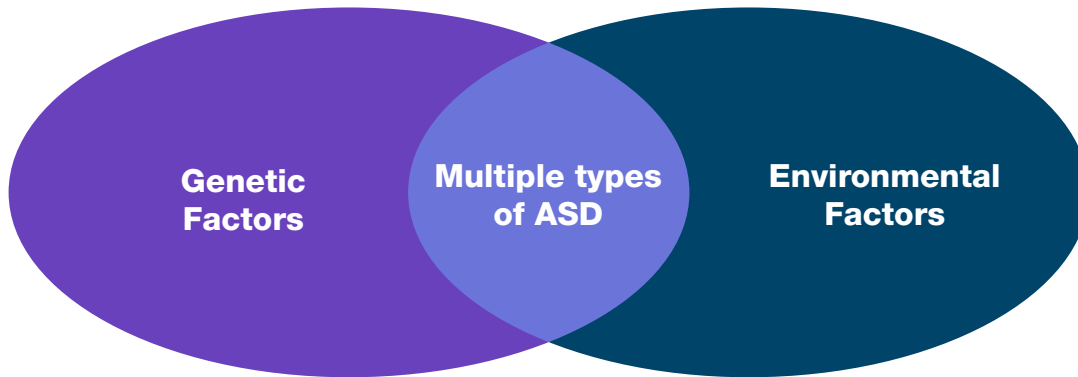 Genetic
Factors
Multiple types
of ASD
Environmental
Factors